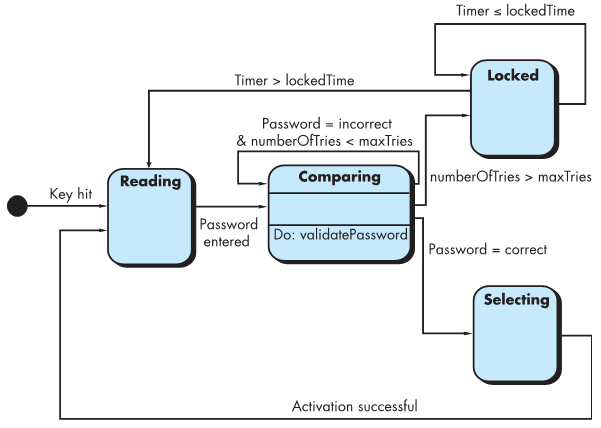 Timer ≤ lockedTime
Locked
Timer > lockedTime
Password = incorrect
& numberOfTries < maxTries
Reading
Comparing
numberOfTries > maxTries
Key hit
Password
entered
Do: validatePassword
Password = correct
Selecting
Activation successful